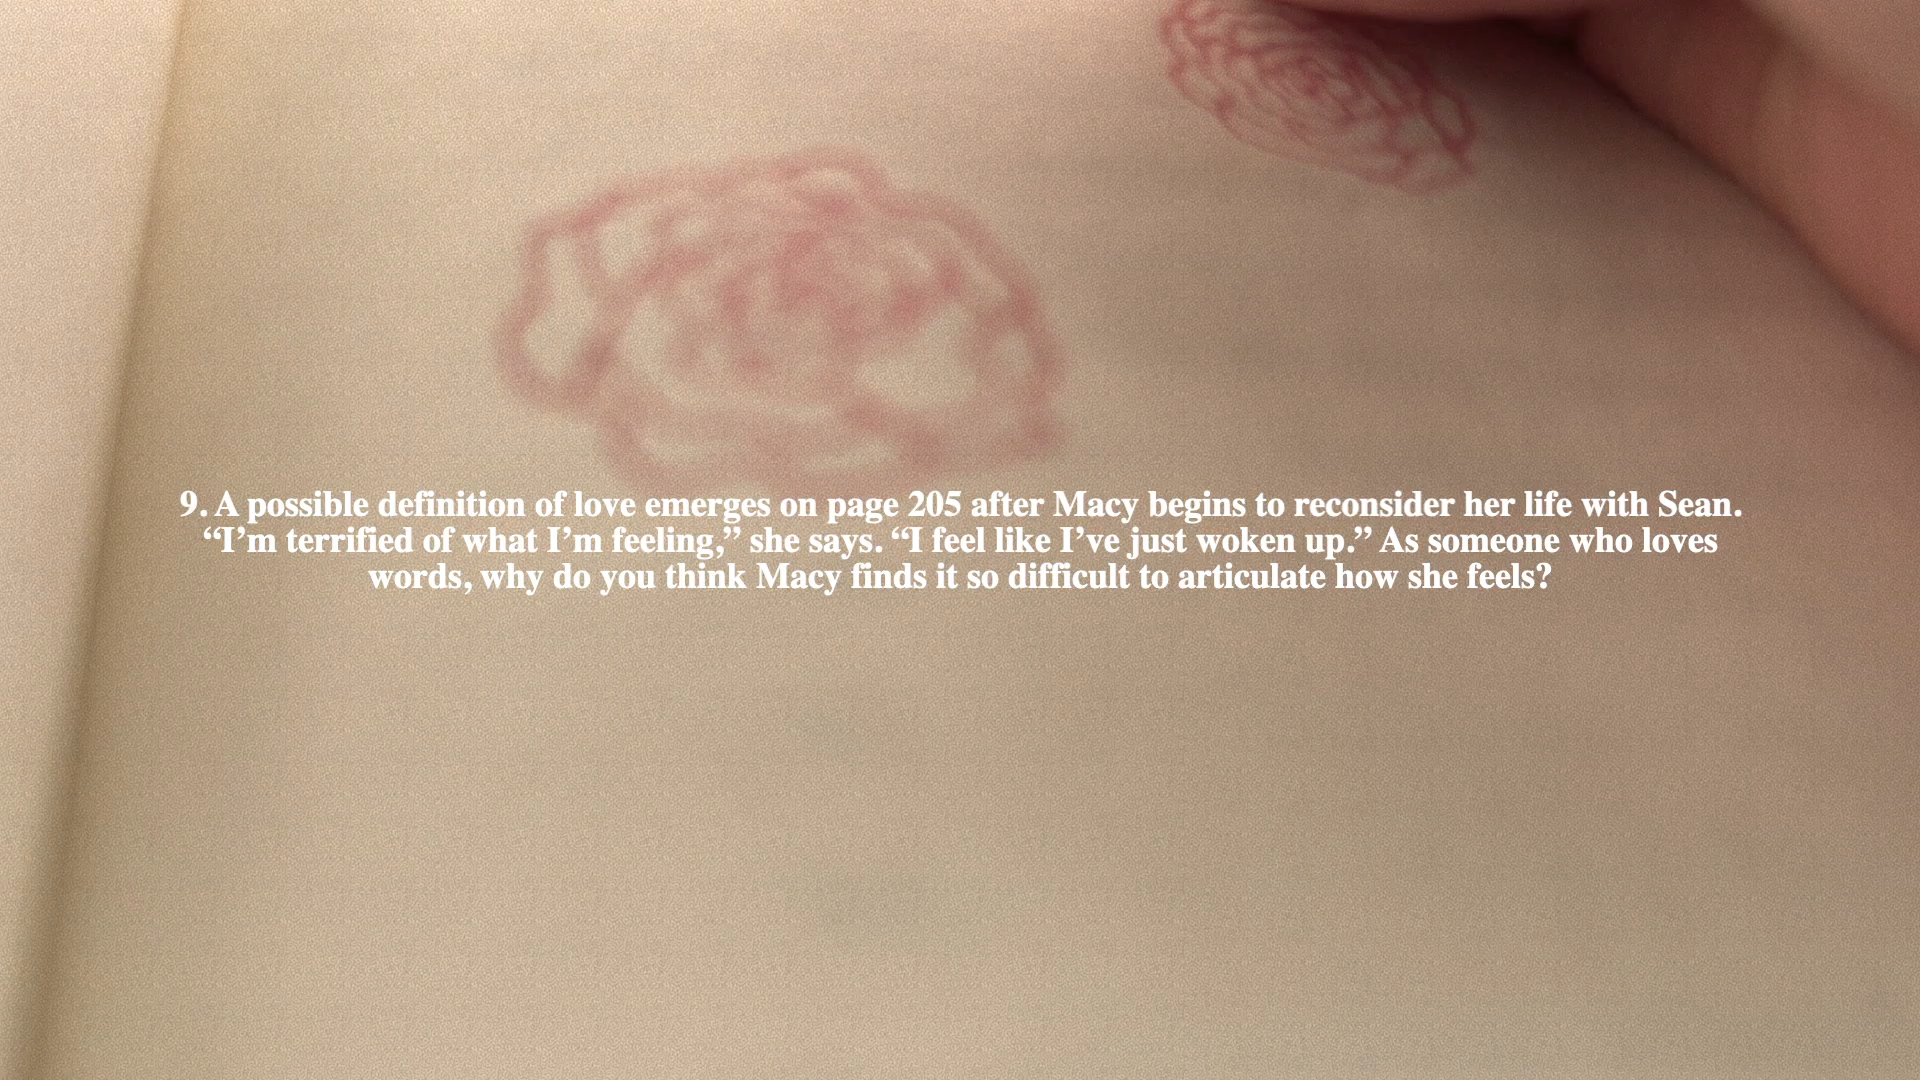 9. A possible definition of love emerges on page 205 after Macy begins to reconsider her life with Sean.
“I’m terrified of what I’m feeling,” she says. “I feel like I’ve just woken up.” As someone who loves
words, why do you think Macy finds it so difficult to articulate how she feels?